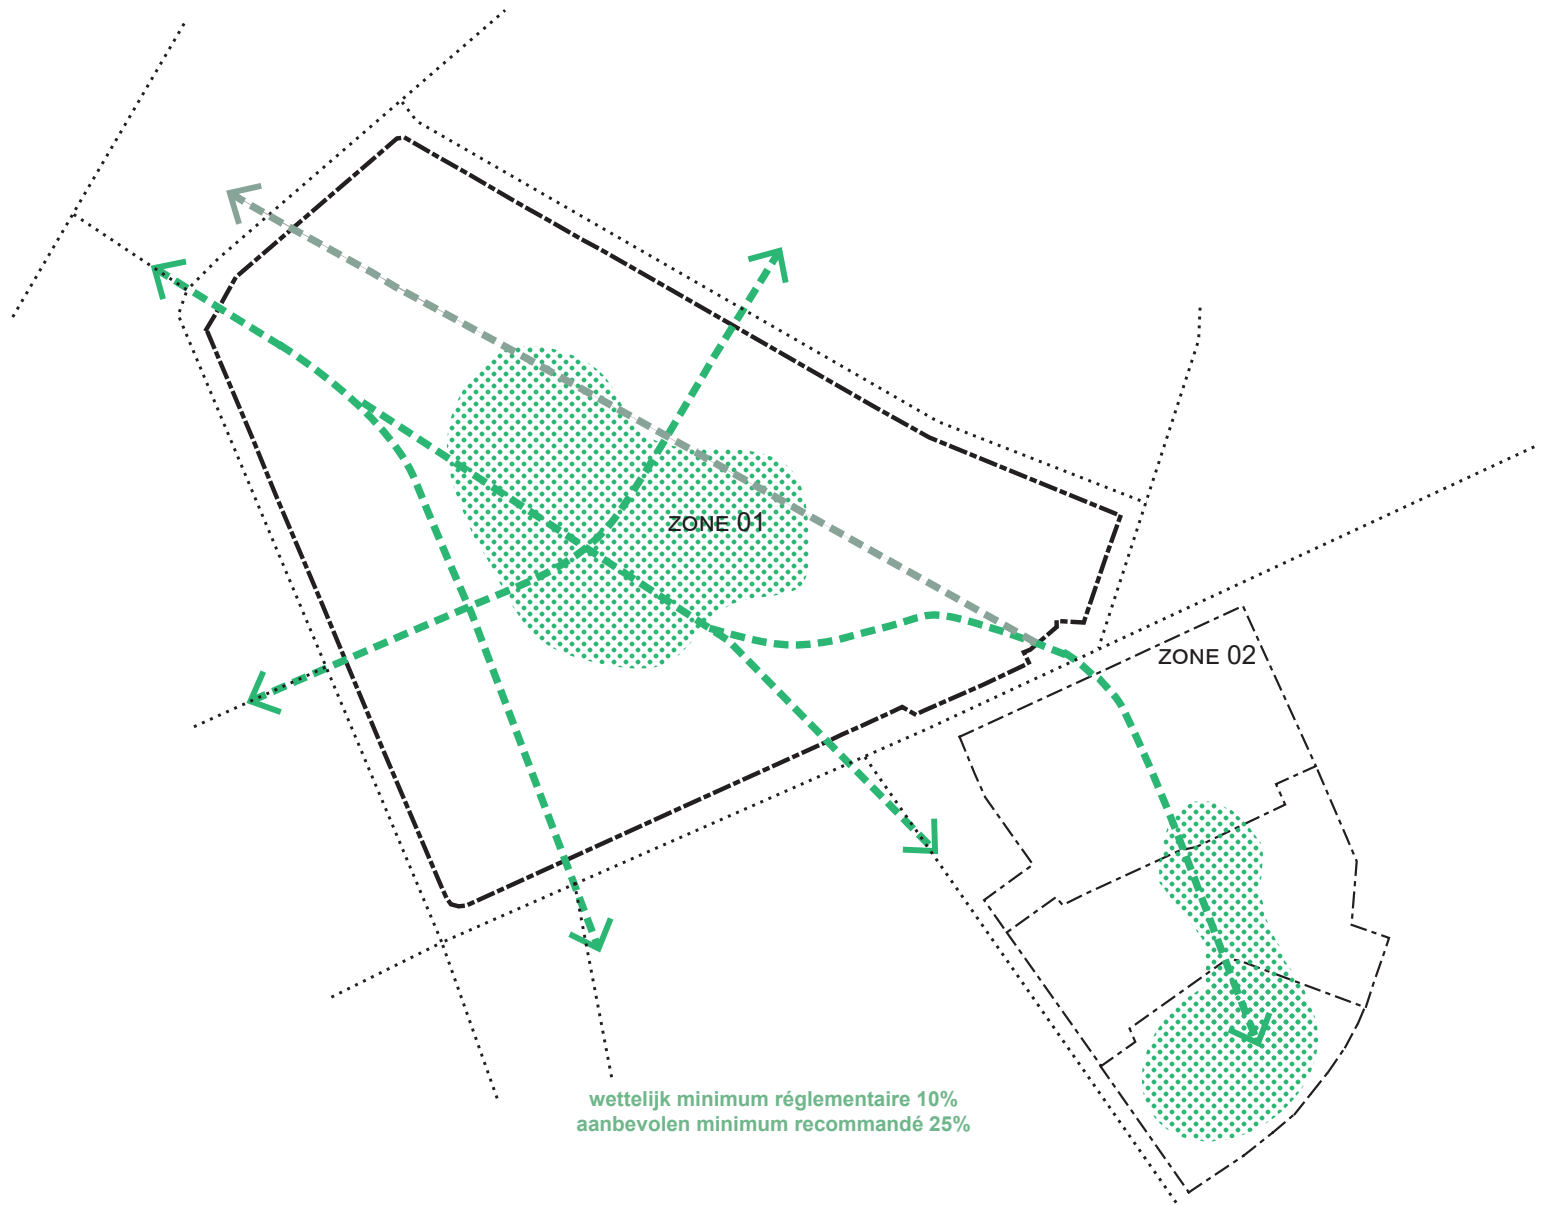 ZONE 01
ZONE 02
wettelijk minimum réglementaire 10%
aanbevolen minimum recommandé 25%